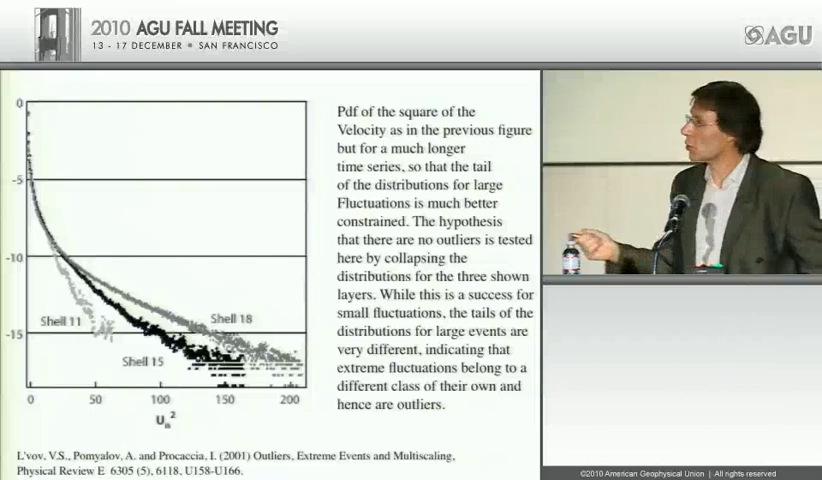 2010 AGU FALL MEETING
13 - 17 DECEMBER • SAN FRANCISCO
AGU
0
-5
-10
-15
Shell 11
Shell 15
Shell 18
0
50
100
150
200
Uₙ²
Pdf of the square of the
Velocity as in the previous figure
but for a much longer
time series, so that the tail
of the distributions for large
Fluctuations is much better
constrained. The hypothesis
that there are no outliers is tested
here by collapsing the
distributions for the three shown
layers. While this is a success for
small fluctuations, the tails of the
distributions for large events are
very different, indicating that
extreme fluctuations belong to a
different class of their own and
hence are outliers.
L'vov, V.S., Pomyalov, A. and Procaccia, I. (2001) Outliers, Extreme Events and Multiscaling,
Physical Review E 6305 (5), 6118, U158-U166.
©2010 American Geophysical Union | All rights reserved